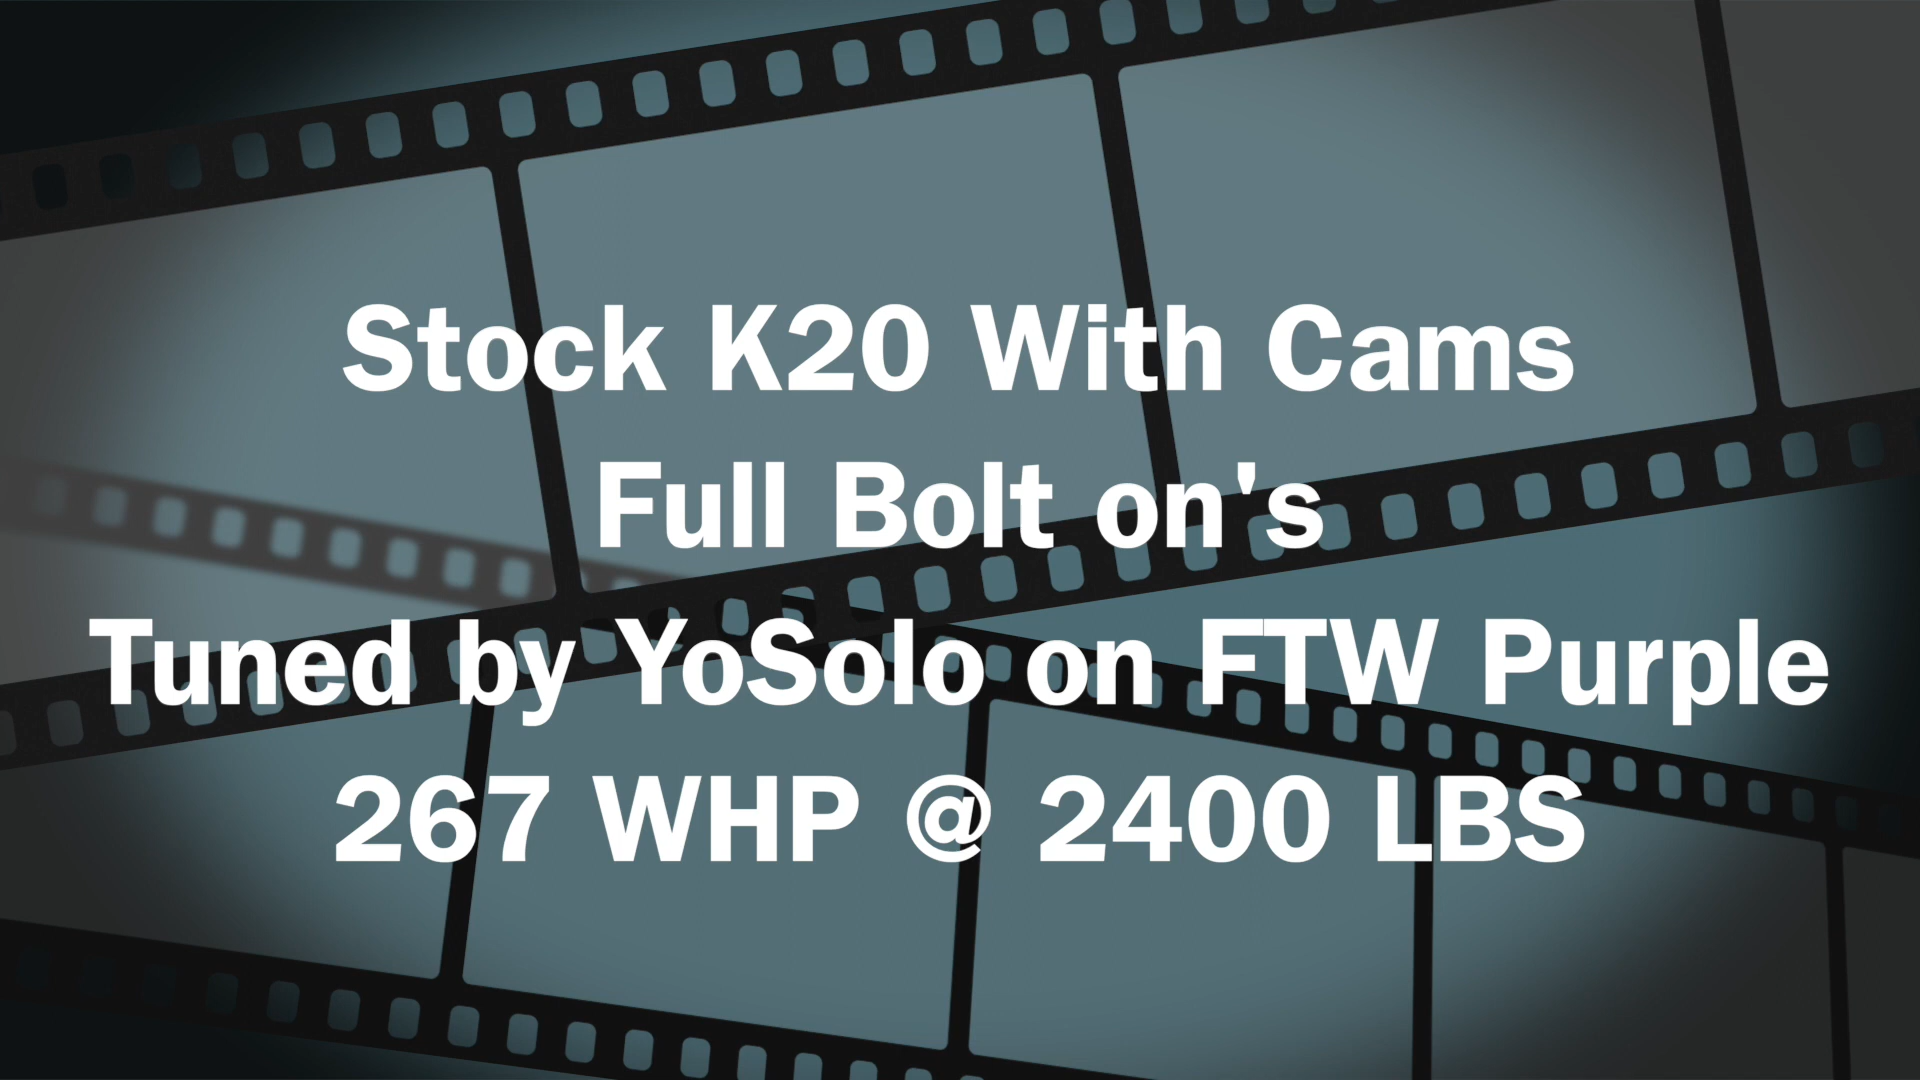 Stock K20 With Cams
Full Bolt on's
Tuned by YoSolo on FTW Purple
267 WHP @ 2400 LBS